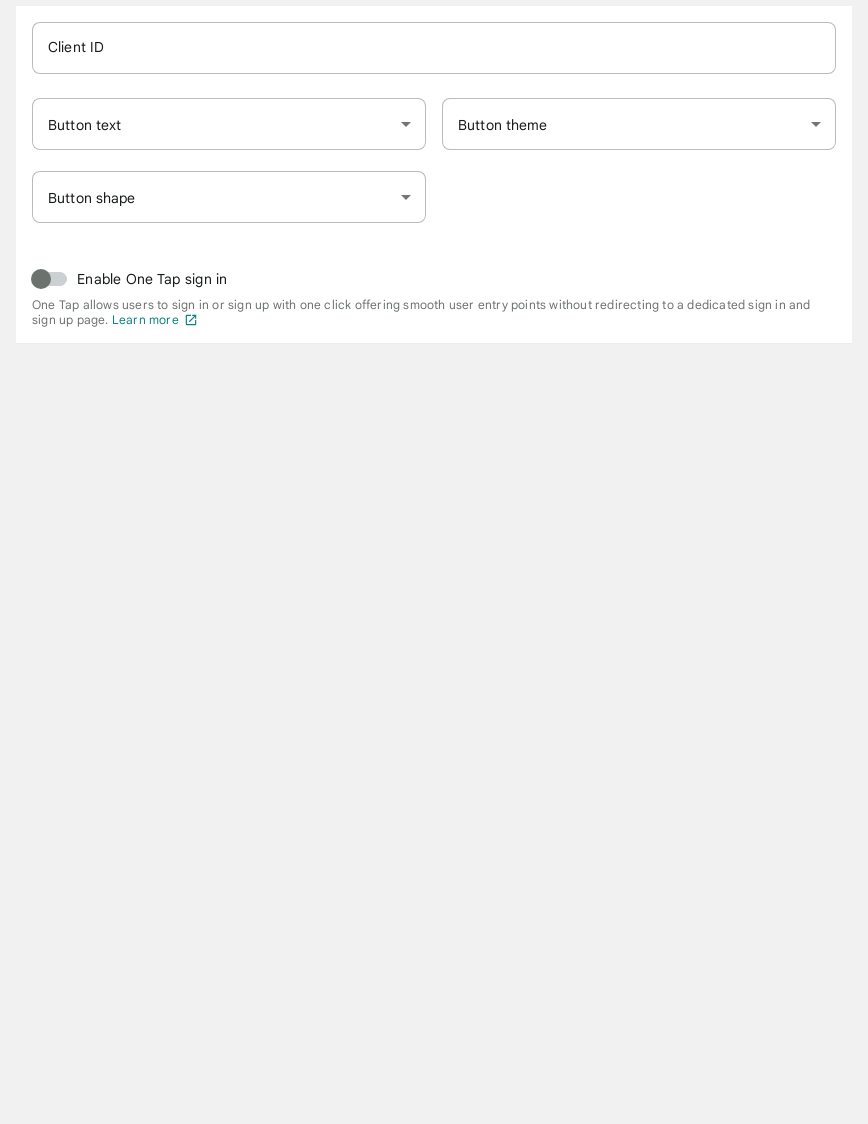 Client ID
Button text
Button theme
Button shape
Enable One Tap sign in
One Tap allows users to sign in or sign up with one click offering smooth user entry points without redirecting to a dedicated sign in and
sign up page. Learn more